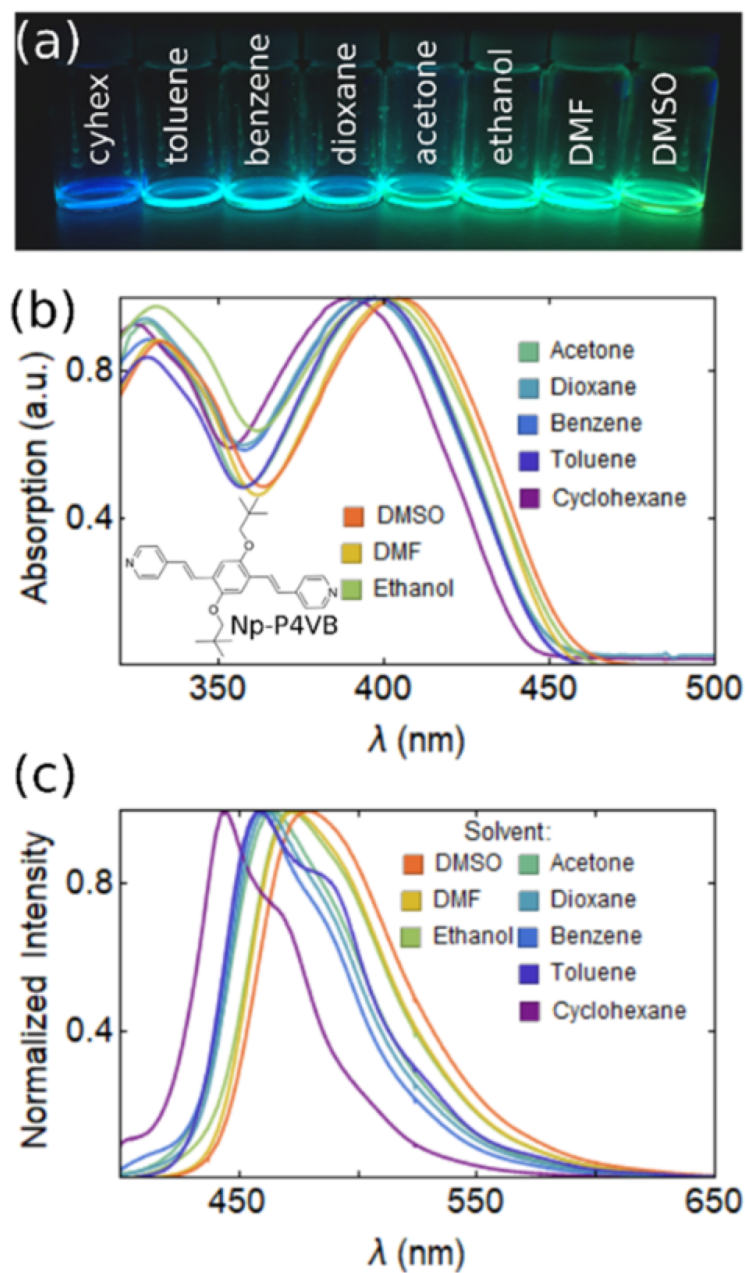 (a)
cyhex
toluene
benzene
dioxane
acetone
ethanol
DMF
DMSO
(b)
Absorption (a.u.)
0.8
0.4
Acetone
Dioxane
Benzene
Toluene
Cyclohexane
DMSO
DMF
Ethanol
N
O
O
N
Np-P4VB
350
400
450
500
λ (nm)
(c)
Normalized Intensity
0.8
0.4
Solvent:
DMSO
Acetone
DMF
Dioxane
Ethanol
Benzene
Toluene
Cyclohexane
450
550
650
λ (nm)